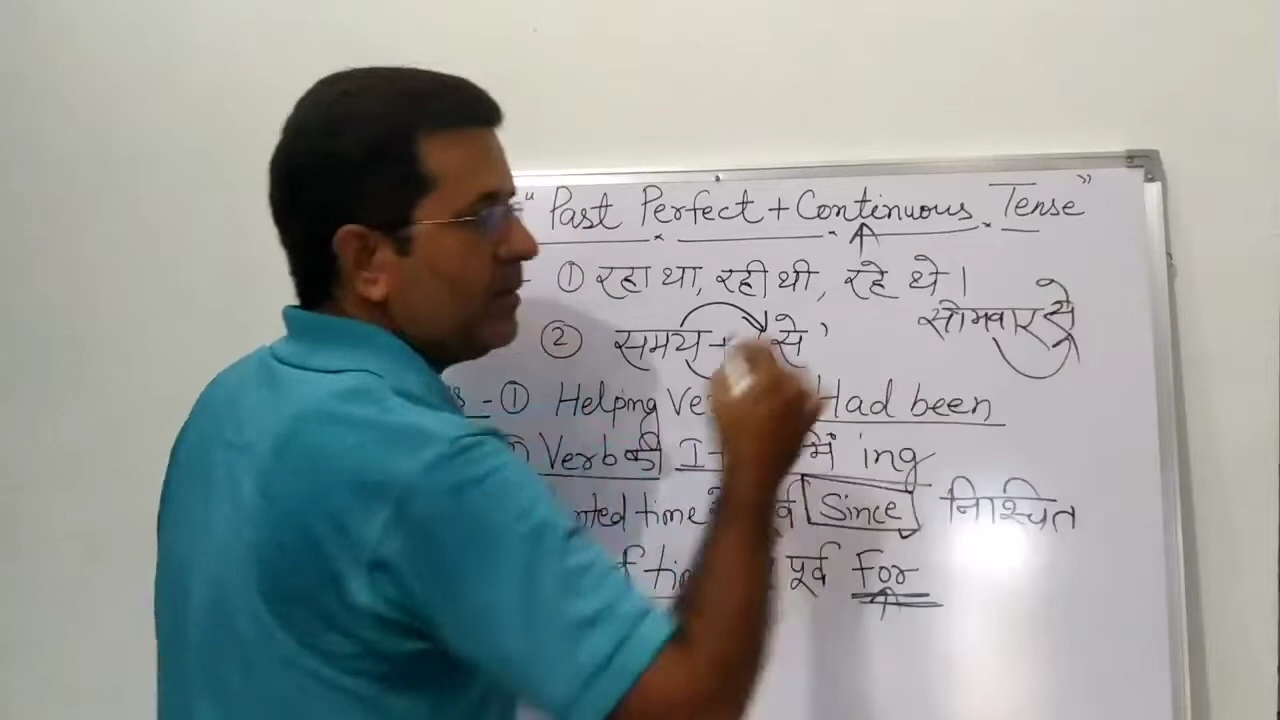 "Past Perfect + Continuous Tense"
① रहा था, रही थी, रहे थे।
② समय + से'
सोमवार से
- ① Helping Had been
Verb की I में ing
time Since निश्चित
पूर्व For